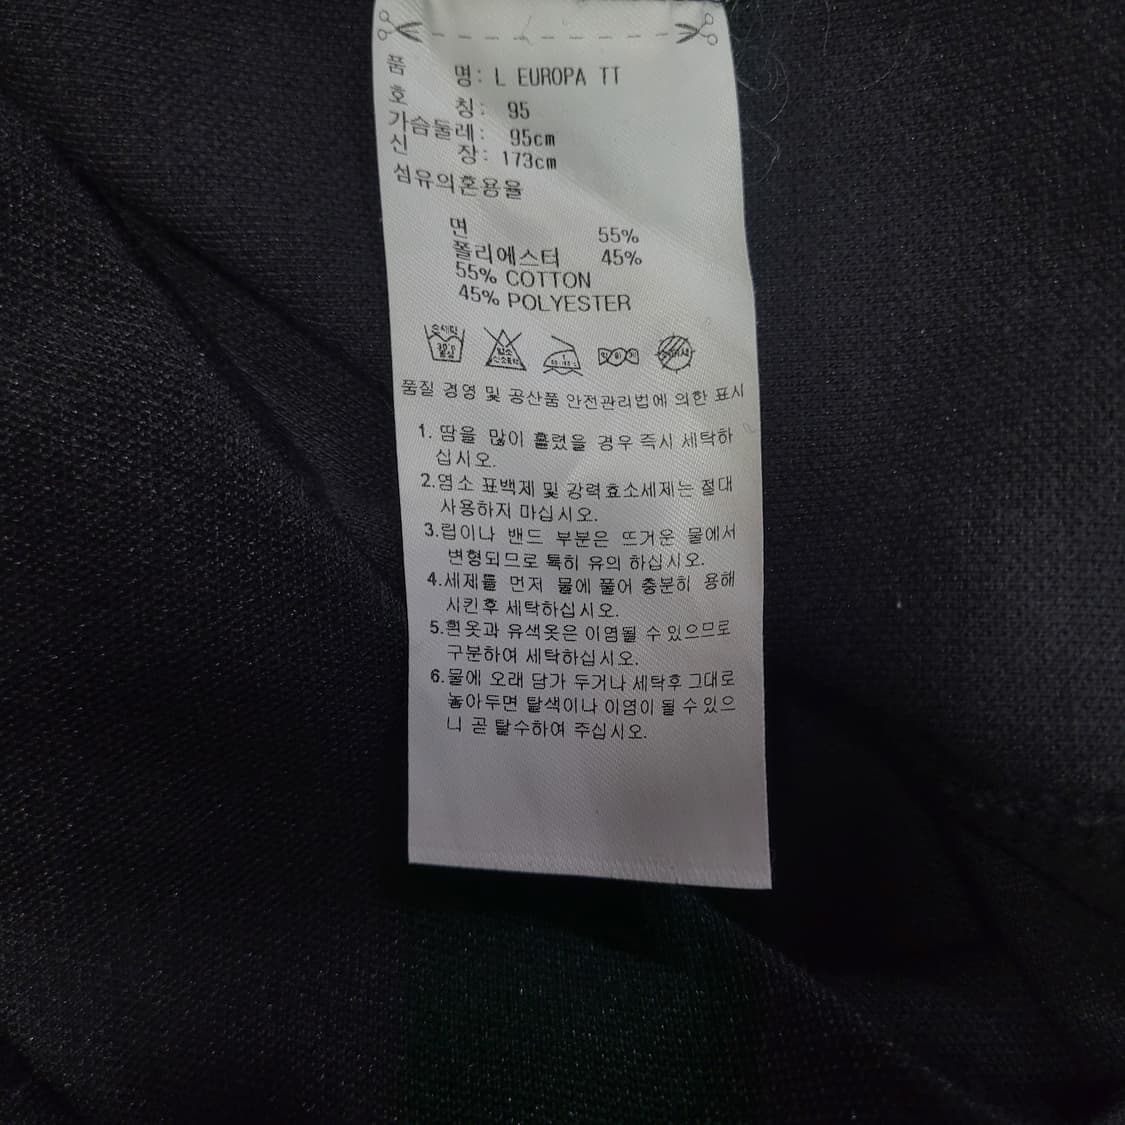 품 명: L EUROPA TT
호 칭: 95
가슴둘레: 95cm
신 장: 173cm
섬유의혼용율
면 55%
폴리에스터 45%
55% COTTON
45% POLYESTER
손세탁 30℃ 중성 염소
품질 경영 및 공산품 안전관리법에 의한 표시
1. 땀을 많이 흘렸을 경우 즉시 세탁하
십시오.
2.염소 표백제 및 강력효소세제는 절대
사용하지 마십시오.
3.립이나 밴드 부분은 뜨거운 물에서
변형되므로 특히 유의 하십시오.
4.세제를 먼저 물에 풀어 충분히 용해
시킨후 세탁하십시오.
5.흰옷과 유색옷은 이염될 수 있으므로
구분하여 세탁하십시오.
6.물에 오래 담가 두거나 세탁후 그대로
놓아두면 탈색이나 이염이 될 수 있으
니 곧 탈수하여 주십시오.